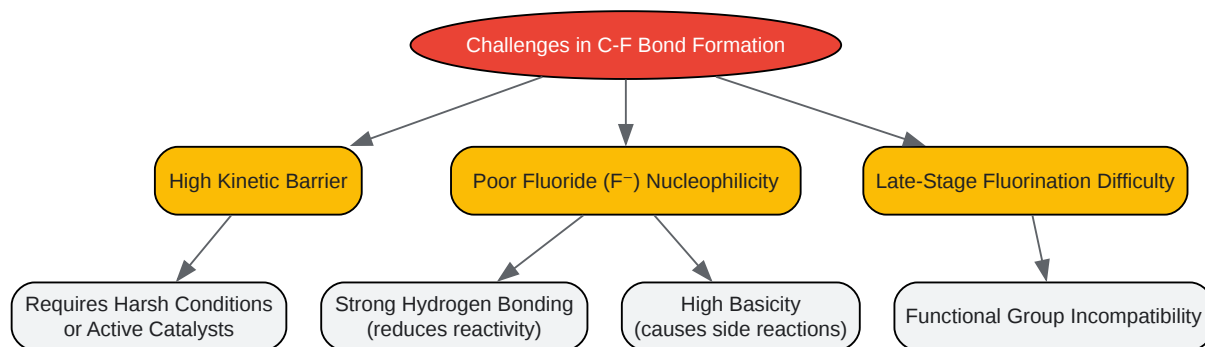 Challenges in C-F Bond Formation
High Kinetic Barrier
Poor Fluoride (F⁻) Nucleophilicity
Late-Stage Fluorination Difficulty
Requires Harsh Conditions
or Active Catalysts
Strong Hydrogen Bonding
(reduces reactivity)
High Basicity
(causes side reactions)
Functional Group Incompatibility